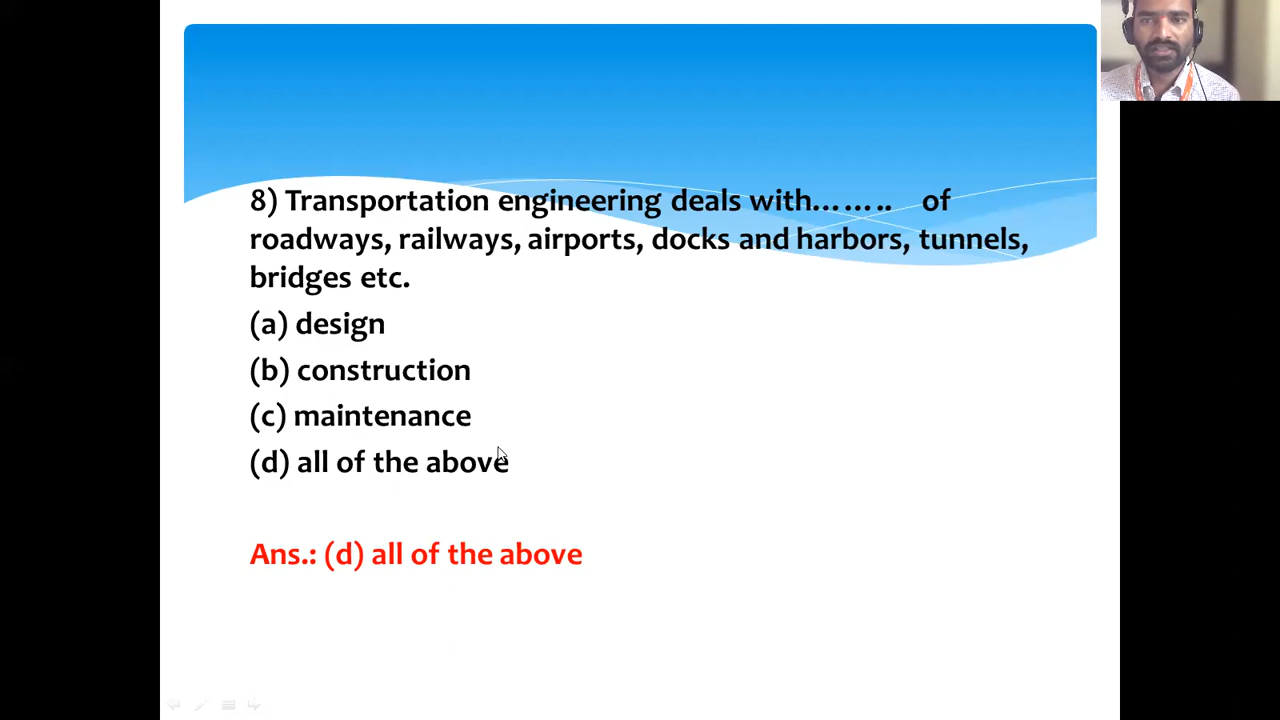 8) Transportation engineering deals with…….. of
roadways, railways, airports, docks and harbors, tunnels,
bridges etc.
(a) design
(b) construction
(c) maintenance
(d) all of the above
Ans.: (d) all of the above